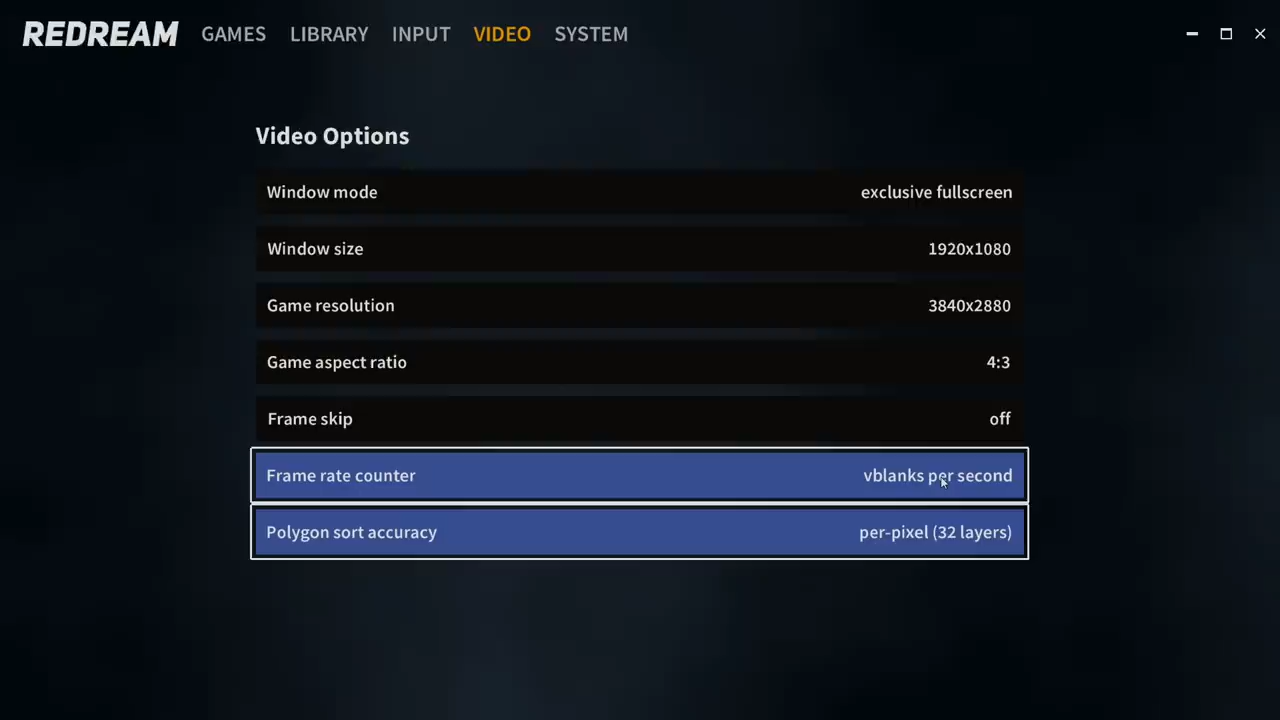 REDREAM GAMES LIBRARY INPUT VIDEO SYSTEM
Video Options
Window mode exclusive fullscreen
Window size 1920x1080
Game resolution 3840x2880
Game aspect ratio 4:3
Frame skip off
Frame rate counter vblanks per second
Polygon sort accuracy per-pixel (32 layers)